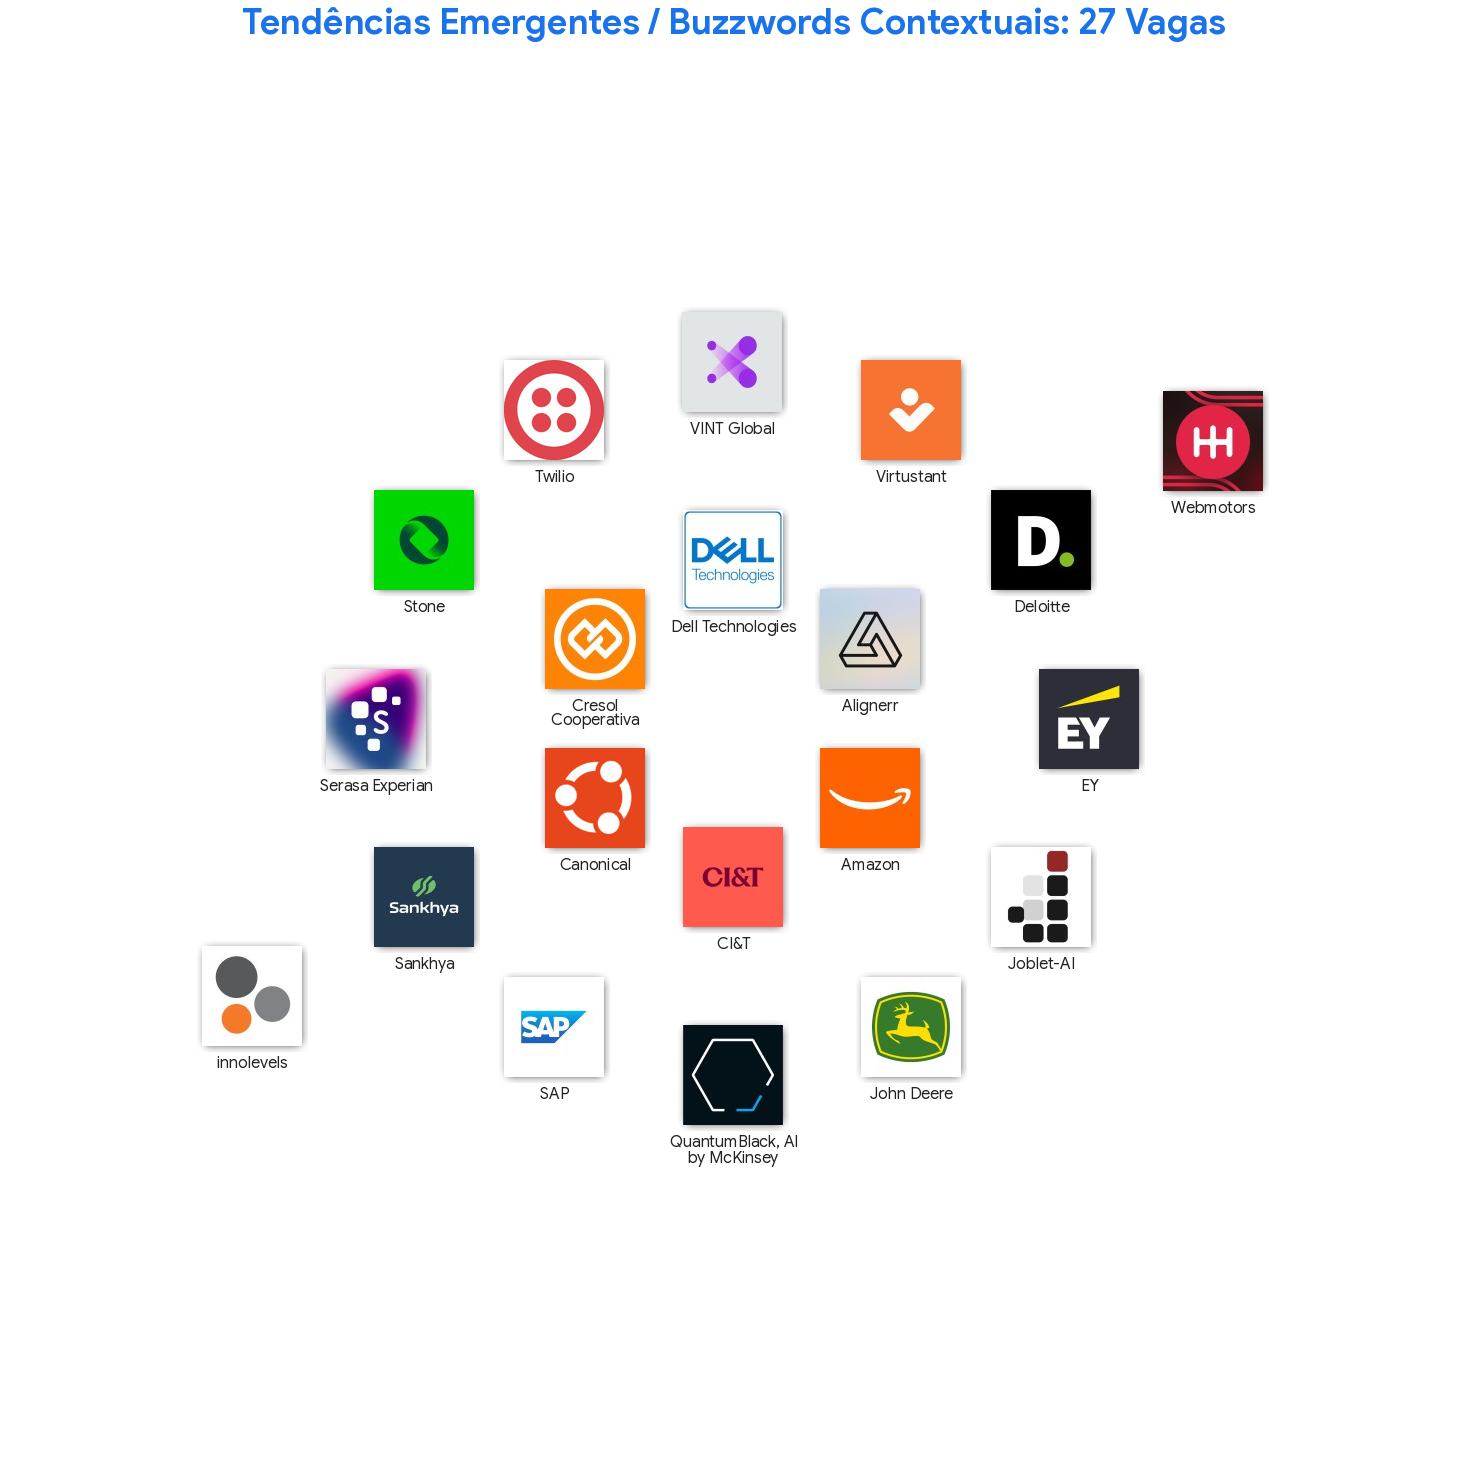 Tendências Emergentes / Buzzwords Contextuais: 27 Vagas
VINT Global
Twilio
Virtustant
Webmotors
Stone
DELL
Technologies
Dell Technologies
D.
Deloitte
Cresol
Cooperativa
Alignerr
S
Serasa Experian
EY
EY
Canonical
Amazon
CI&T
CI&T
Sankhya
Sankhya
Joblet-AI
innolevels
SAP
SAP
John Deere
QuantumBlack, AI
by McKinsey